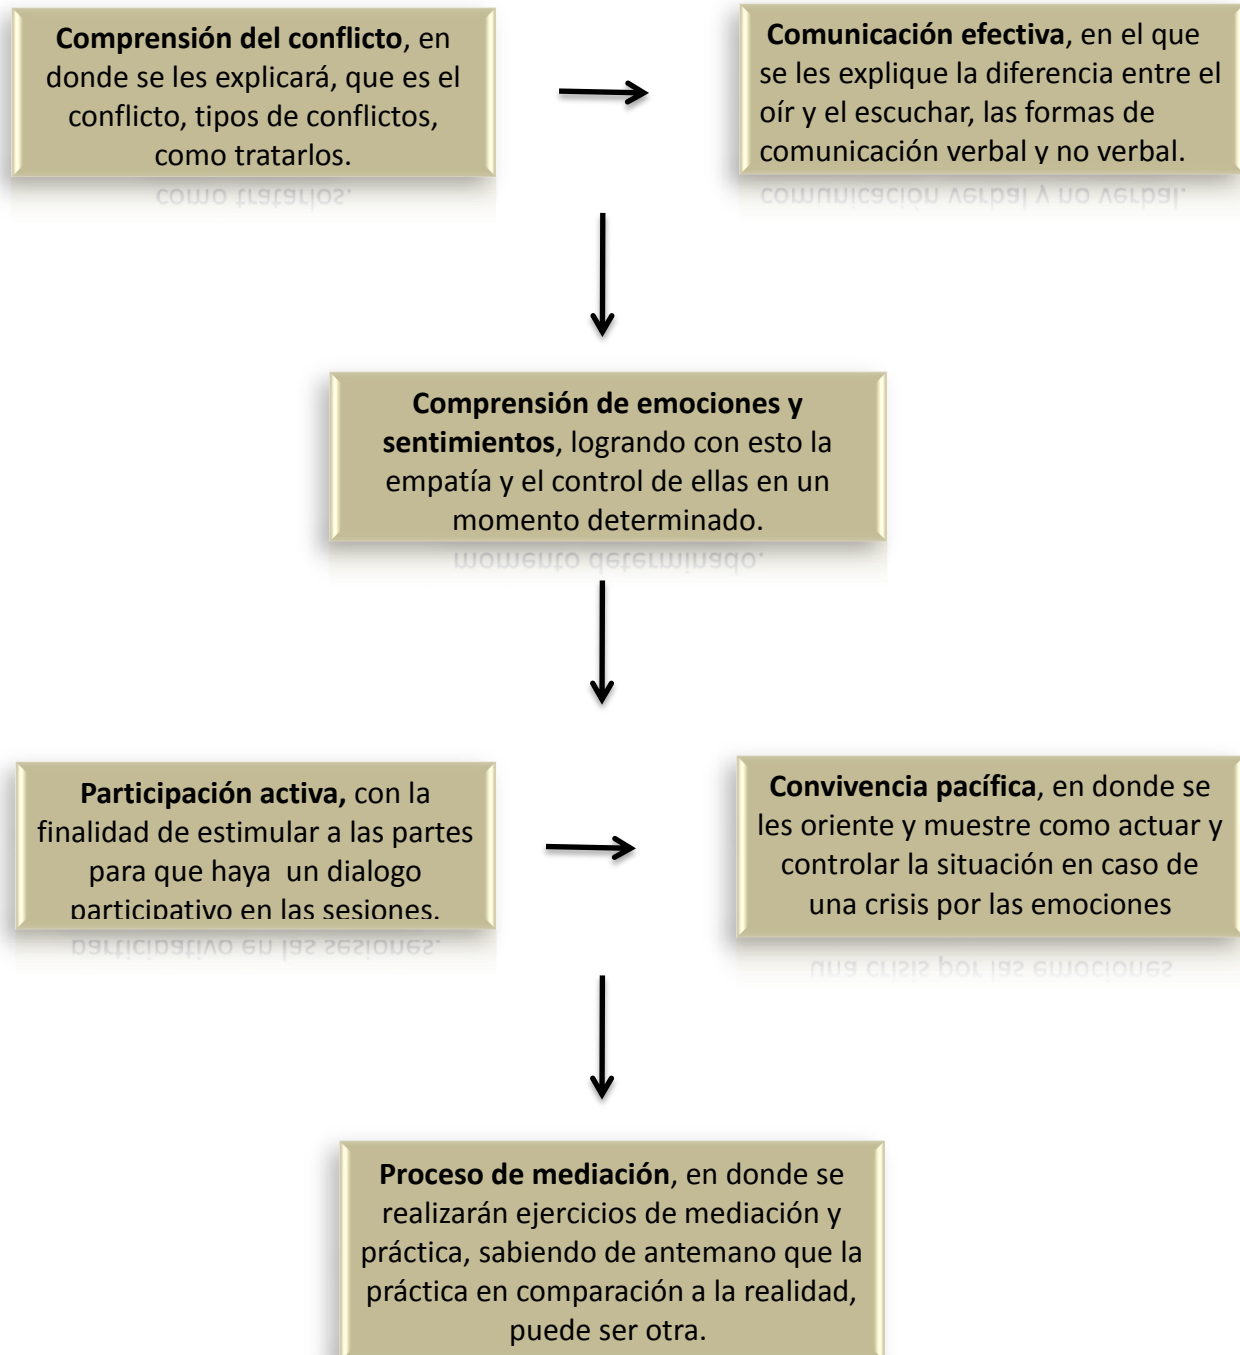 Comprensión del conflicto, en
donde se les explicará, que es el
conflicto, tipos de conflictos,
como tratarlos.
Comunicación efectiva, en el que
se les explique la diferencia entre el
oír y el escuchar, las formas de
comunicación verbal y no verbal.
Comprensión de emociones y
sentimientos, logrando con esto la
empatía y el control de ellas en un
momento determinado.
Participación activa, con la
finalidad de estimular a las partes
para que haya un dialogo
participativo en las sesiones.
Convivencia pacífica, en donde se
les oriente y muestre como actuar y
controlar la situación en caso de
una crisis por las emociones
Proceso de mediación, en donde se
realizarán ejercicios de mediación y
práctica, sabiendo de antemano que la
práctica en comparación a la realidad,
puede ser otra.